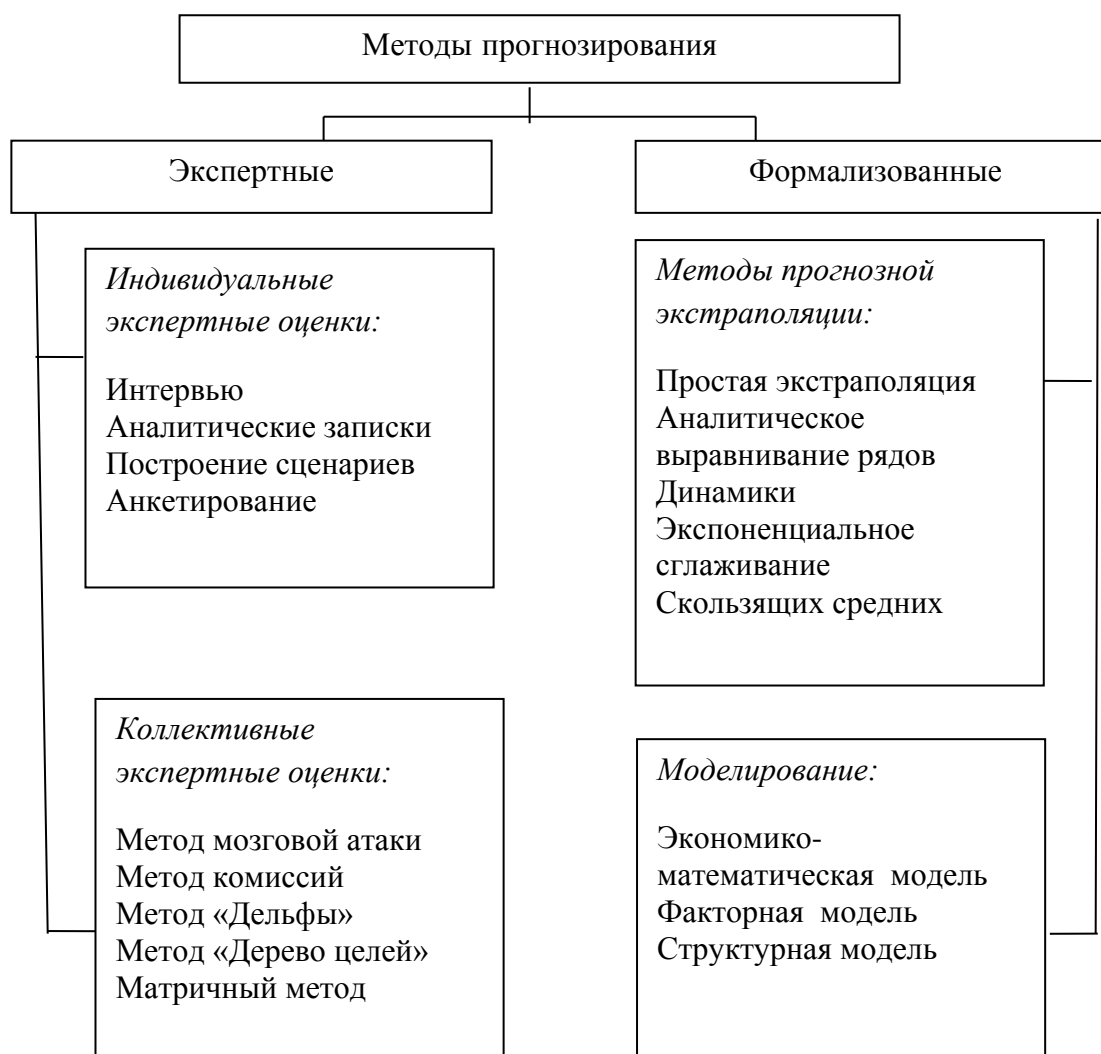 Методы прогнозирования
Экспертные
Формализованные
Индивидуальные
экспертные оценки:
Интервью
Аналитические записки
Построение сценариев
Анкетирование
Методы прогнозной
экстраполяции:
Простая экстраполяция
Аналитическое
выравнивание рядов
Динамики
Экспоненциальное
сглаживание
Скользящих средних
Коллективные
экспертные оценки:
Метод мозговой атаки
Метод комиссий
Метод «Дельфы»
Метод «Дерево целей»
Матричный метод
Моделирование:
Экономико-
математическая модель
Факторная модель
Структурная модель